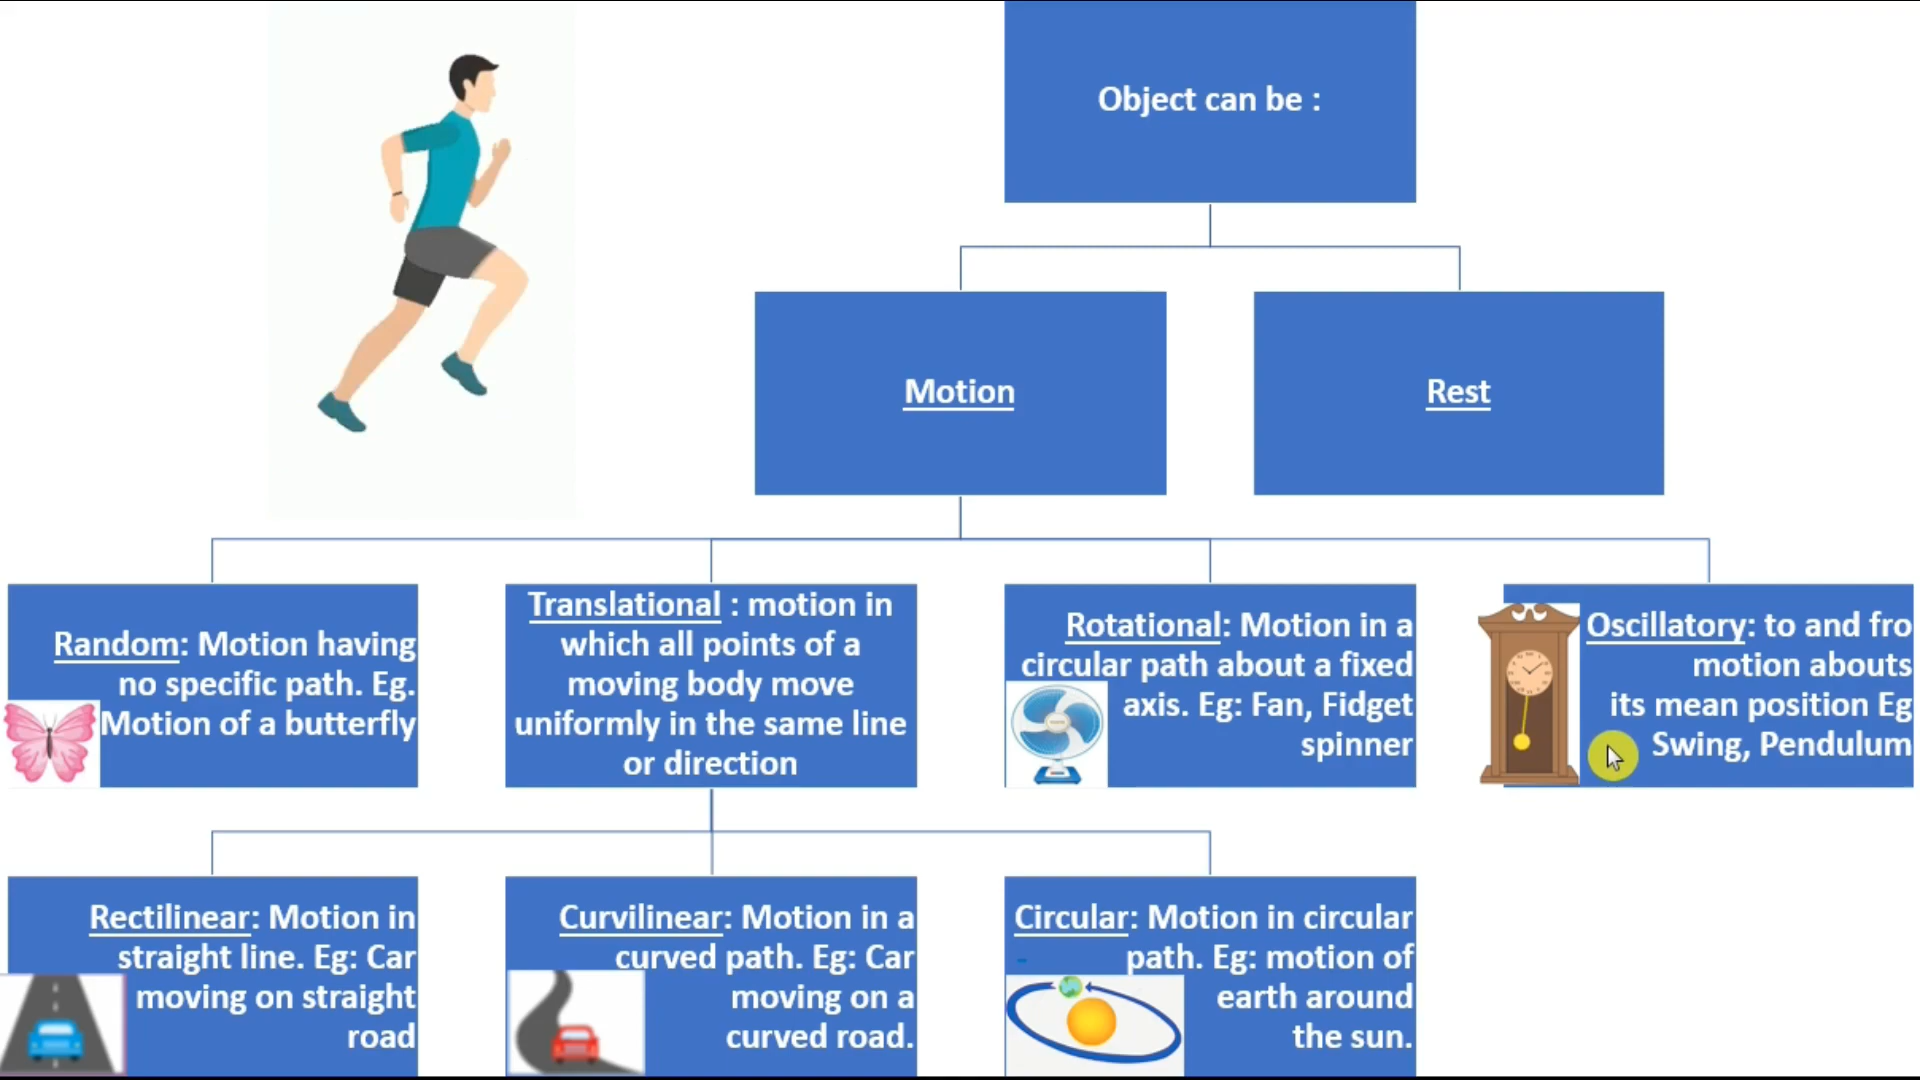 Object can be :
Motion
Rest
Random: Motion having
no specific path. Eg.
Motion of a butterfly
Translational : motion in
which all points of a
moving body move
uniformly in the same line
or direction
Rotational: Motion in a
circular path about a fixed
axis. Eg: Fan, Fidget
spinner
Oscillatory: to and fro
motion abouts
its mean position Eg
Swing, Pendulum
Rectilinear: Motion in
straight line. Eg: Car
moving on straight
road
Curvilinear: Motion in a
curved path. Eg: Car
moving on a
curved road.
Circular: Motion in circular
path. Eg: motion of
earth around
the sun.